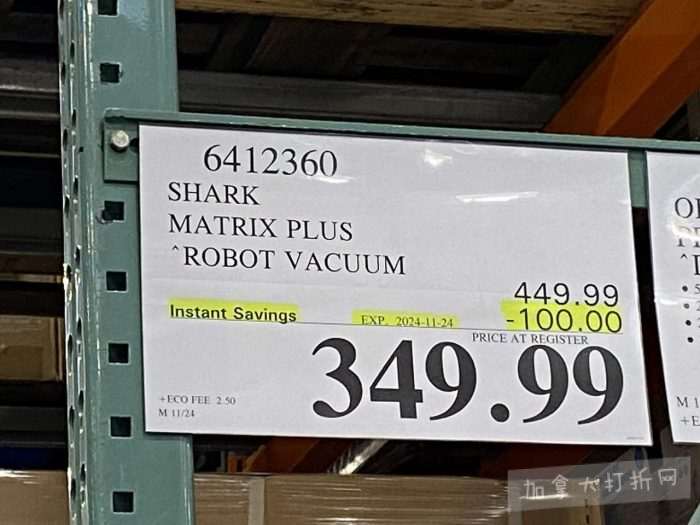 6412360
SHARK
MATRIX PLUS
^ROBOT VACUUM
449.99
Instant Savings EXP. 2024-11-24 -100.00
PRICE AT REGISTER
349.99
+ECO FEE 2.50
M 11/24
加拿大打折网